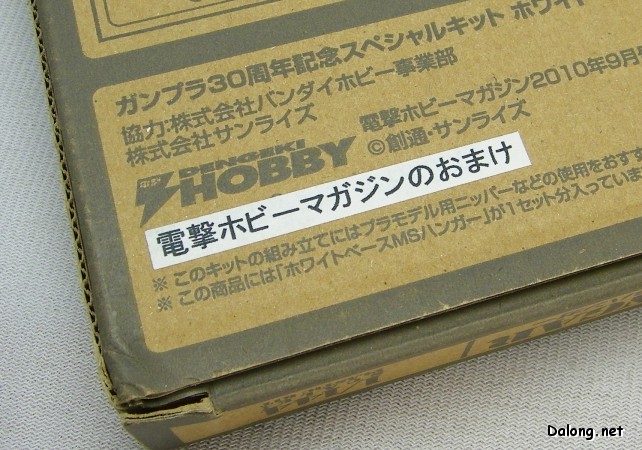 ガンプラ30周年記念スペシャルキット ホワイト
協力:株式会社バンダイホビー事業部
株式会社サンライズ
電撃ホビーマガジン2010年9月
©創通・サンライズ
電撃
DENGEKI
HOBBY
電撃ホビーマガジンのおまけ
※ このキットの組み立てにはプラモデル用ニッパーなどの使用をおすす
※ この商品には「ホワイトベースMSハンガー」が1セット分入っていま
Dalong.net